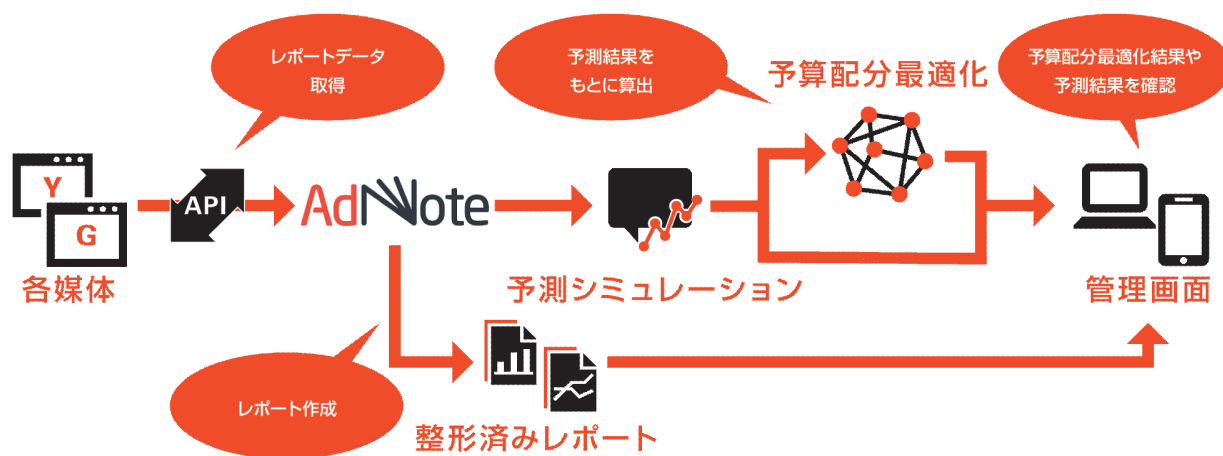 レポートデータ
取得
予測結果を
もとに算出
予算配分最適化
予算配分最適化結果や
予測結果を確認
Y
G
API
AdNote
各媒体
予測シミュレーション
管理画面
レポート作成
整形済みレポート